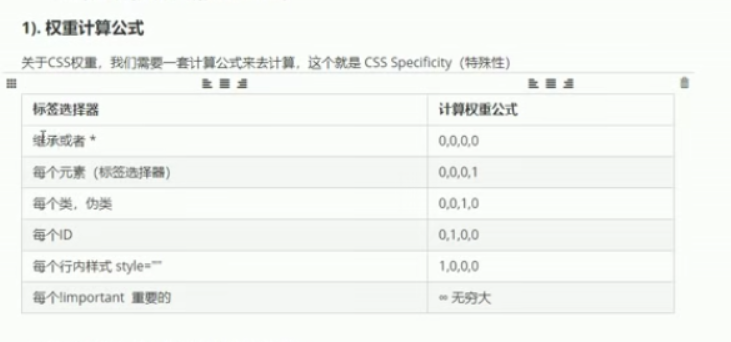 1). 权重计算公式
关于CSS权重，我们需要一套计算公式来去计算，这个就是 CSS Specificity（特殊性）
标签选择器 计算权重公式
继承或者 * 0,0,0,0
每个元素（标签选择器） 0,0,0,1
每个类，伪类 0,0,1,0
每个ID 0,1,0,0
每个行内样式 style="" 1,0,0,0
每个!important 重要的 ∞ 无穷大